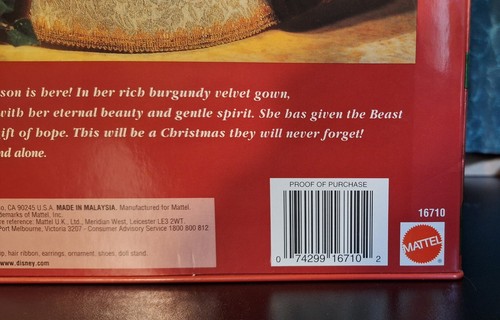 son is here! In her rich burgundy velvet gown,
with her eternal beauty and gentle spirit. She has given the Beast
ift of hope. This will be a Christmas they will never forget!
nd alone.
o. CA 90245 U.S.A. MADE IN MALAYSIA. Manufactured for Mattel.
demarks of Mattel, Inc.
ce reference: Mattel U.K., Ltd., Meridian West, Leicester LE3 2WT.
Port Melbourne, Victoria 3207 - Consumer Advisory Service 1800 800 812
p, hair ribbon, earrings, ornament, shoes, doll stand.
www.disney.com
PROOF OF PURCHASE
0 74299 16710 2
16710
MATTEL
®